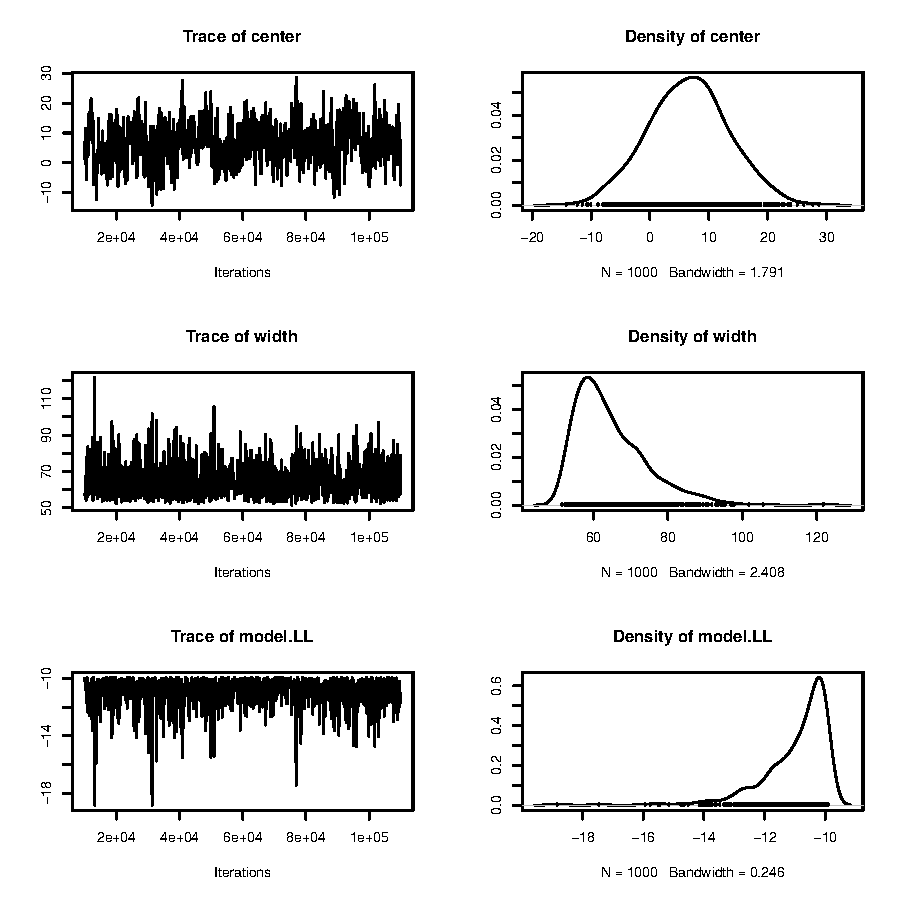 Trace of center
30
20
10
0
−10
2e+04 4e+04 6e+04 8e+04 1e+05
Iterations
Density of center
0.04
0.02
0.00
−20 −10 0 10 20 30
N = 1000 Bandwidth = 1.791
Trace of width
110
90
70
50
2e+04 4e+04 6e+04 8e+04 1e+05
Iterations
Density of width
0.04
0.02
0.00
60 80 100 120
N = 1000 Bandwidth = 2.408
Trace of model.LL
−10
−14
−18
2e+04 4e+04 6e+04 8e+04 1e+05
Iterations
Density of model.LL
0.6
0.4
0.2
0.0
−18 −16 −14 −12 −10
N = 1000 Bandwidth = 0.246